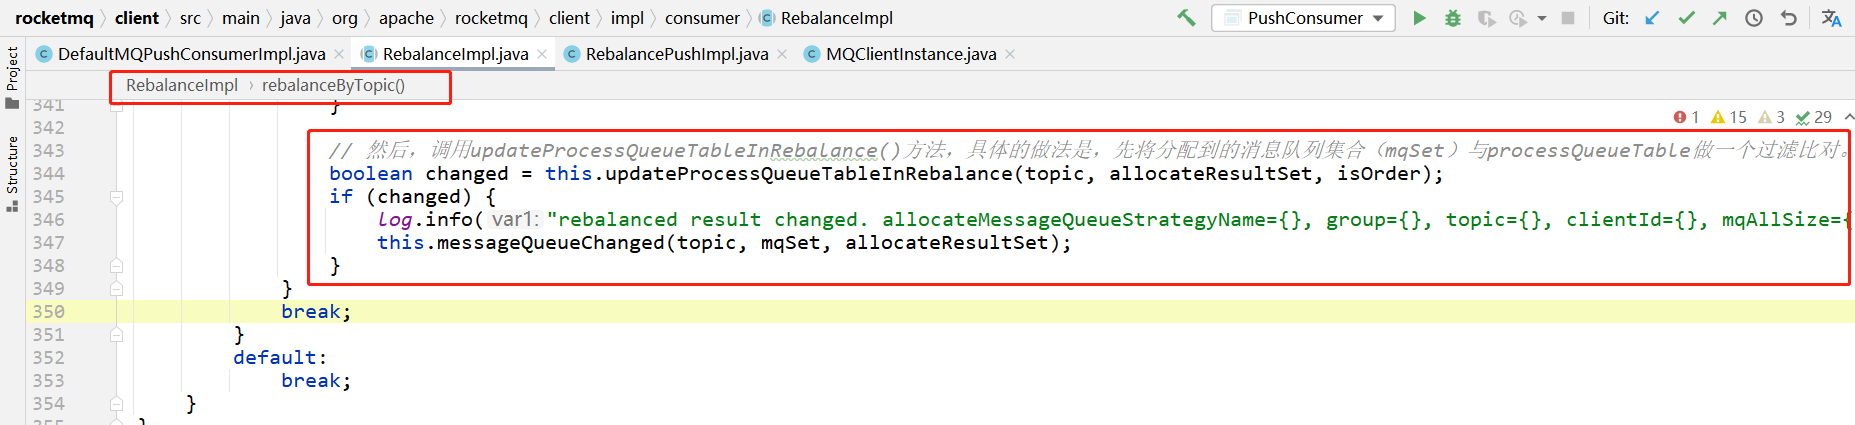 rocketmq › client › src › main › java › org › apache › rocketmq › client › impl › consumer › RebalanceImpl PushConsumer Git:
DefaultMQPushConsumerImpl.java RebalanceImpl.java RebalancePushImpl.java MQClientInstance.java
Project
Structure
RebalanceImpl › rebalanceByTopic()
1 15 3 29
341 }
342
343 // 然后，调用updateProcessQueueTableInRebalance()方法，具体的做法是，先将分配到的消息队列集合（mqSet）与processQueueTable做一个过滤比对。
344 boolean changed = this.updateProcessQueueTableInRebalance(topic, allocateResultSet, isOrder);
345 if (changed) {
346 log.info( var1: "rebalanced result changed. allocateMessageQueueStrategyName={}, group={}, topic={}, clientId={}, mqAllSize={
347 this.messageQueueChanged(topic, mqSet, allocateResultSet);
348 }
349 }
350 break;
351 }
352 default:
353 break;
354 }
355 }